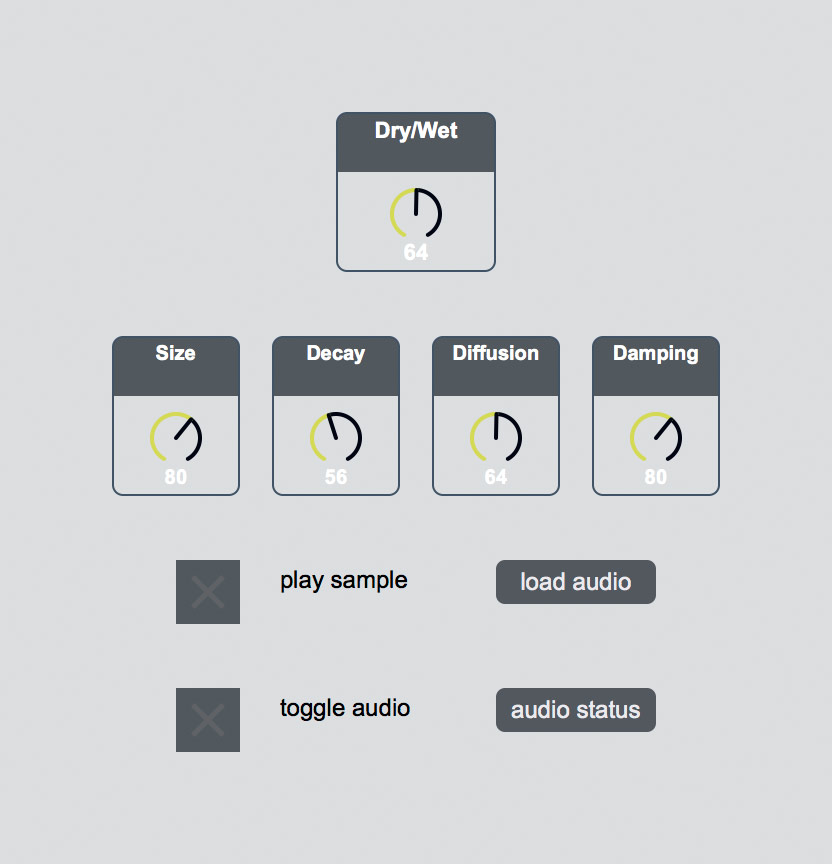 Dry/Wet
64
Size
Decay
Diffusion
Damping
80
56
64
80
play sample
load audio
toggle audio
audio status